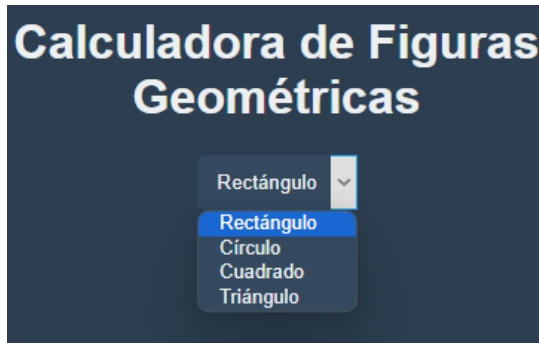 Calculadora de Figuras
Geométricas
Rectángulo
Rectángulo
Círculo
Cuadrado
Triángulo